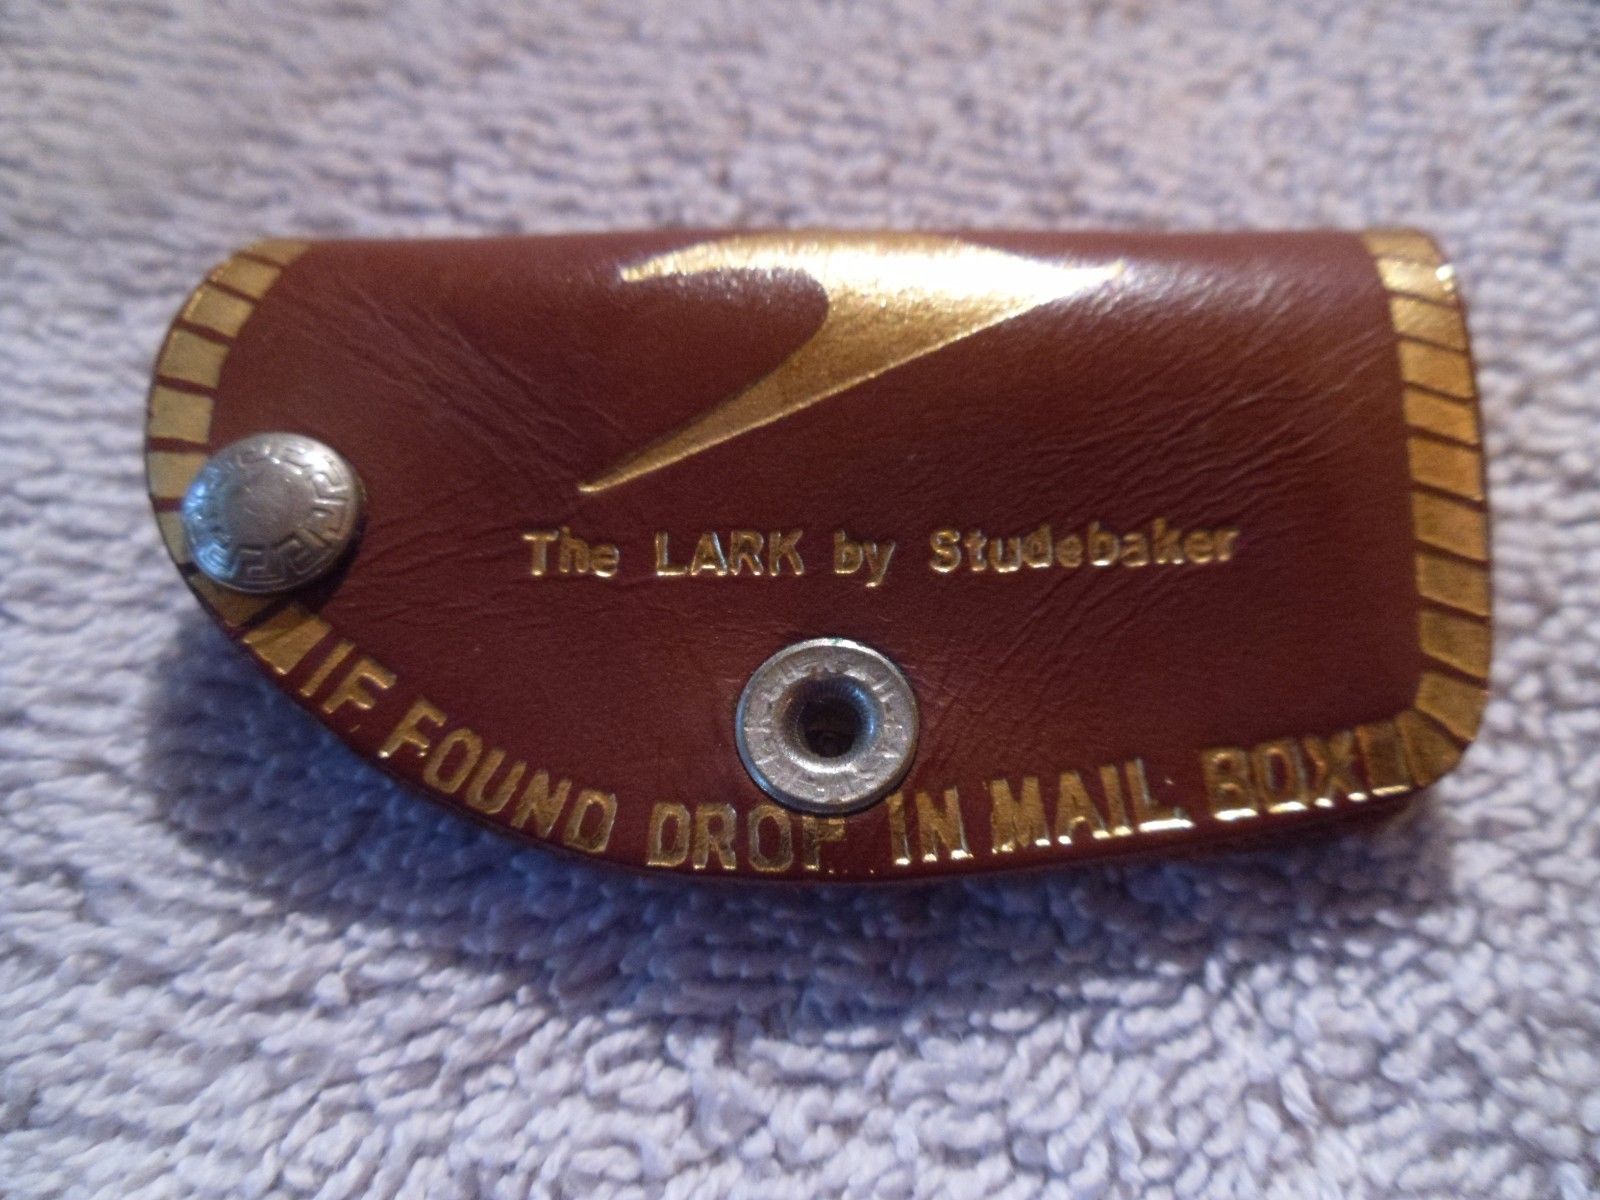 The LARK by Studebaker
IF FOUND DROP IN MAIL BOX